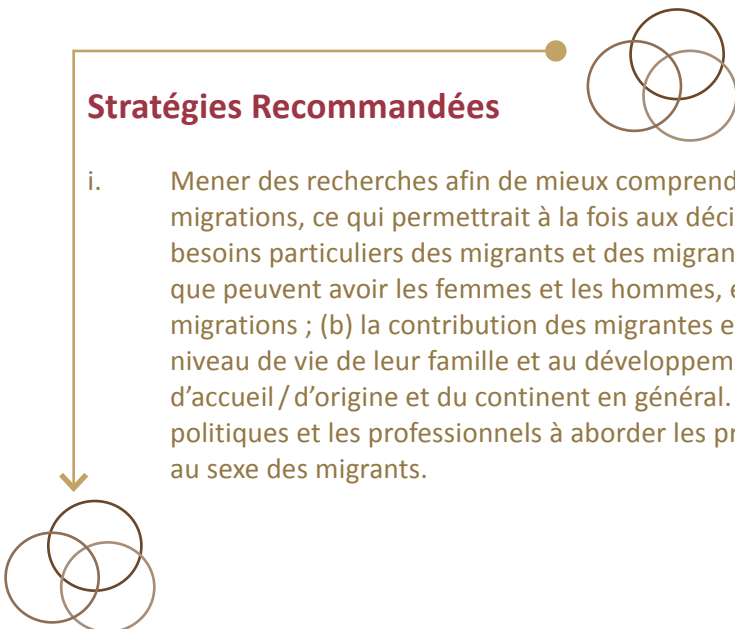 Stratégies Recommandées
i. Mener des recherches afin de mieux comprend
migrations, ce qui permettrait à la fois aux déci
besoins particuliers des migrants et des migran
que peuvent avoir les femmes et les hommes, e
migrations ; (b) la contribution des migrantes e
niveau de vie de leur famille et au développem
d’accueil / d’origine et du continent en général.
politiques et les professionnels à aborder les pr
au sexe des migrants.